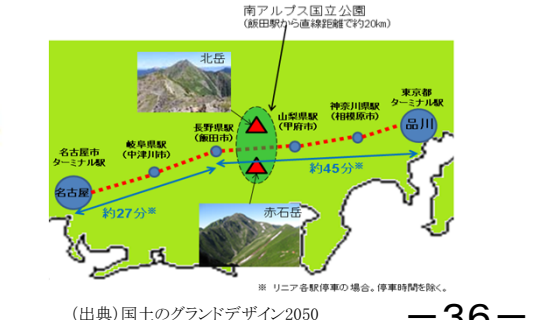 南アルプス国立公園
(飯田駅から直線距離で約20km)
北岳
東京都
ターミナル駅
品川
神奈川県駅
(相模原市)
山梨県駅
(甲府市)
長野県駅
(飯田市)
岐阜県駅
(中津川市)
名古屋市
ターミナル駅
名古屋
約45分※
約27分※
赤石岳
※ リニア各駅停車の場合。停車時間を除く。
(出典)国土のグランドデザイン2050
－36－